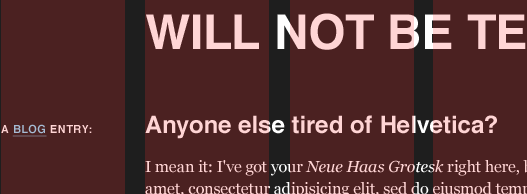 WILL NOT BE TE
A BLOG ENTRY:
Anyone else tired of Helvetica?
I mean it: I've got your Neue Haas Grotesk right here,
amet, consectetur adipisicing elit, sed do eiusmod temp